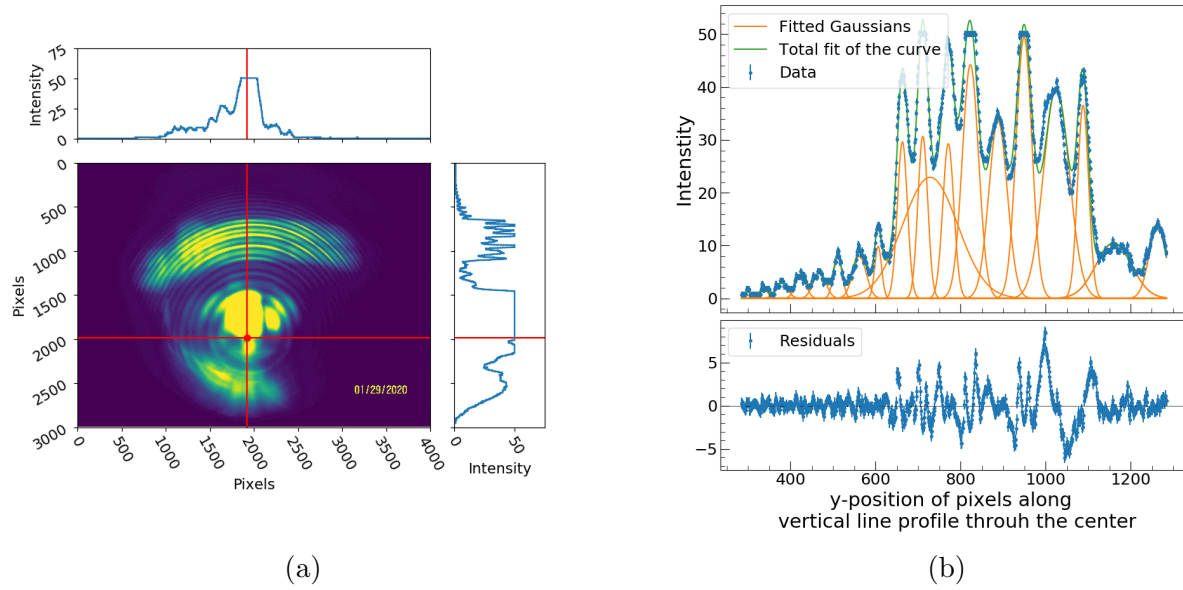 75
50
25
0
Intensity
0
500
1000
1500
2000
2500
3000
Pixels
01/29/2020
0
500
1000
1500
2000
2500
3000
3500
4000
Pixels
0
50
Intensity
(a)
Fitted Gaussians
Total fit of the curve
Data
50
40
30
20
10
0
Intenstity
Residuals
5
0
−5
400
600
800
1000
1200
y-position of pixels along
vertical line profile throuh the center
(b)